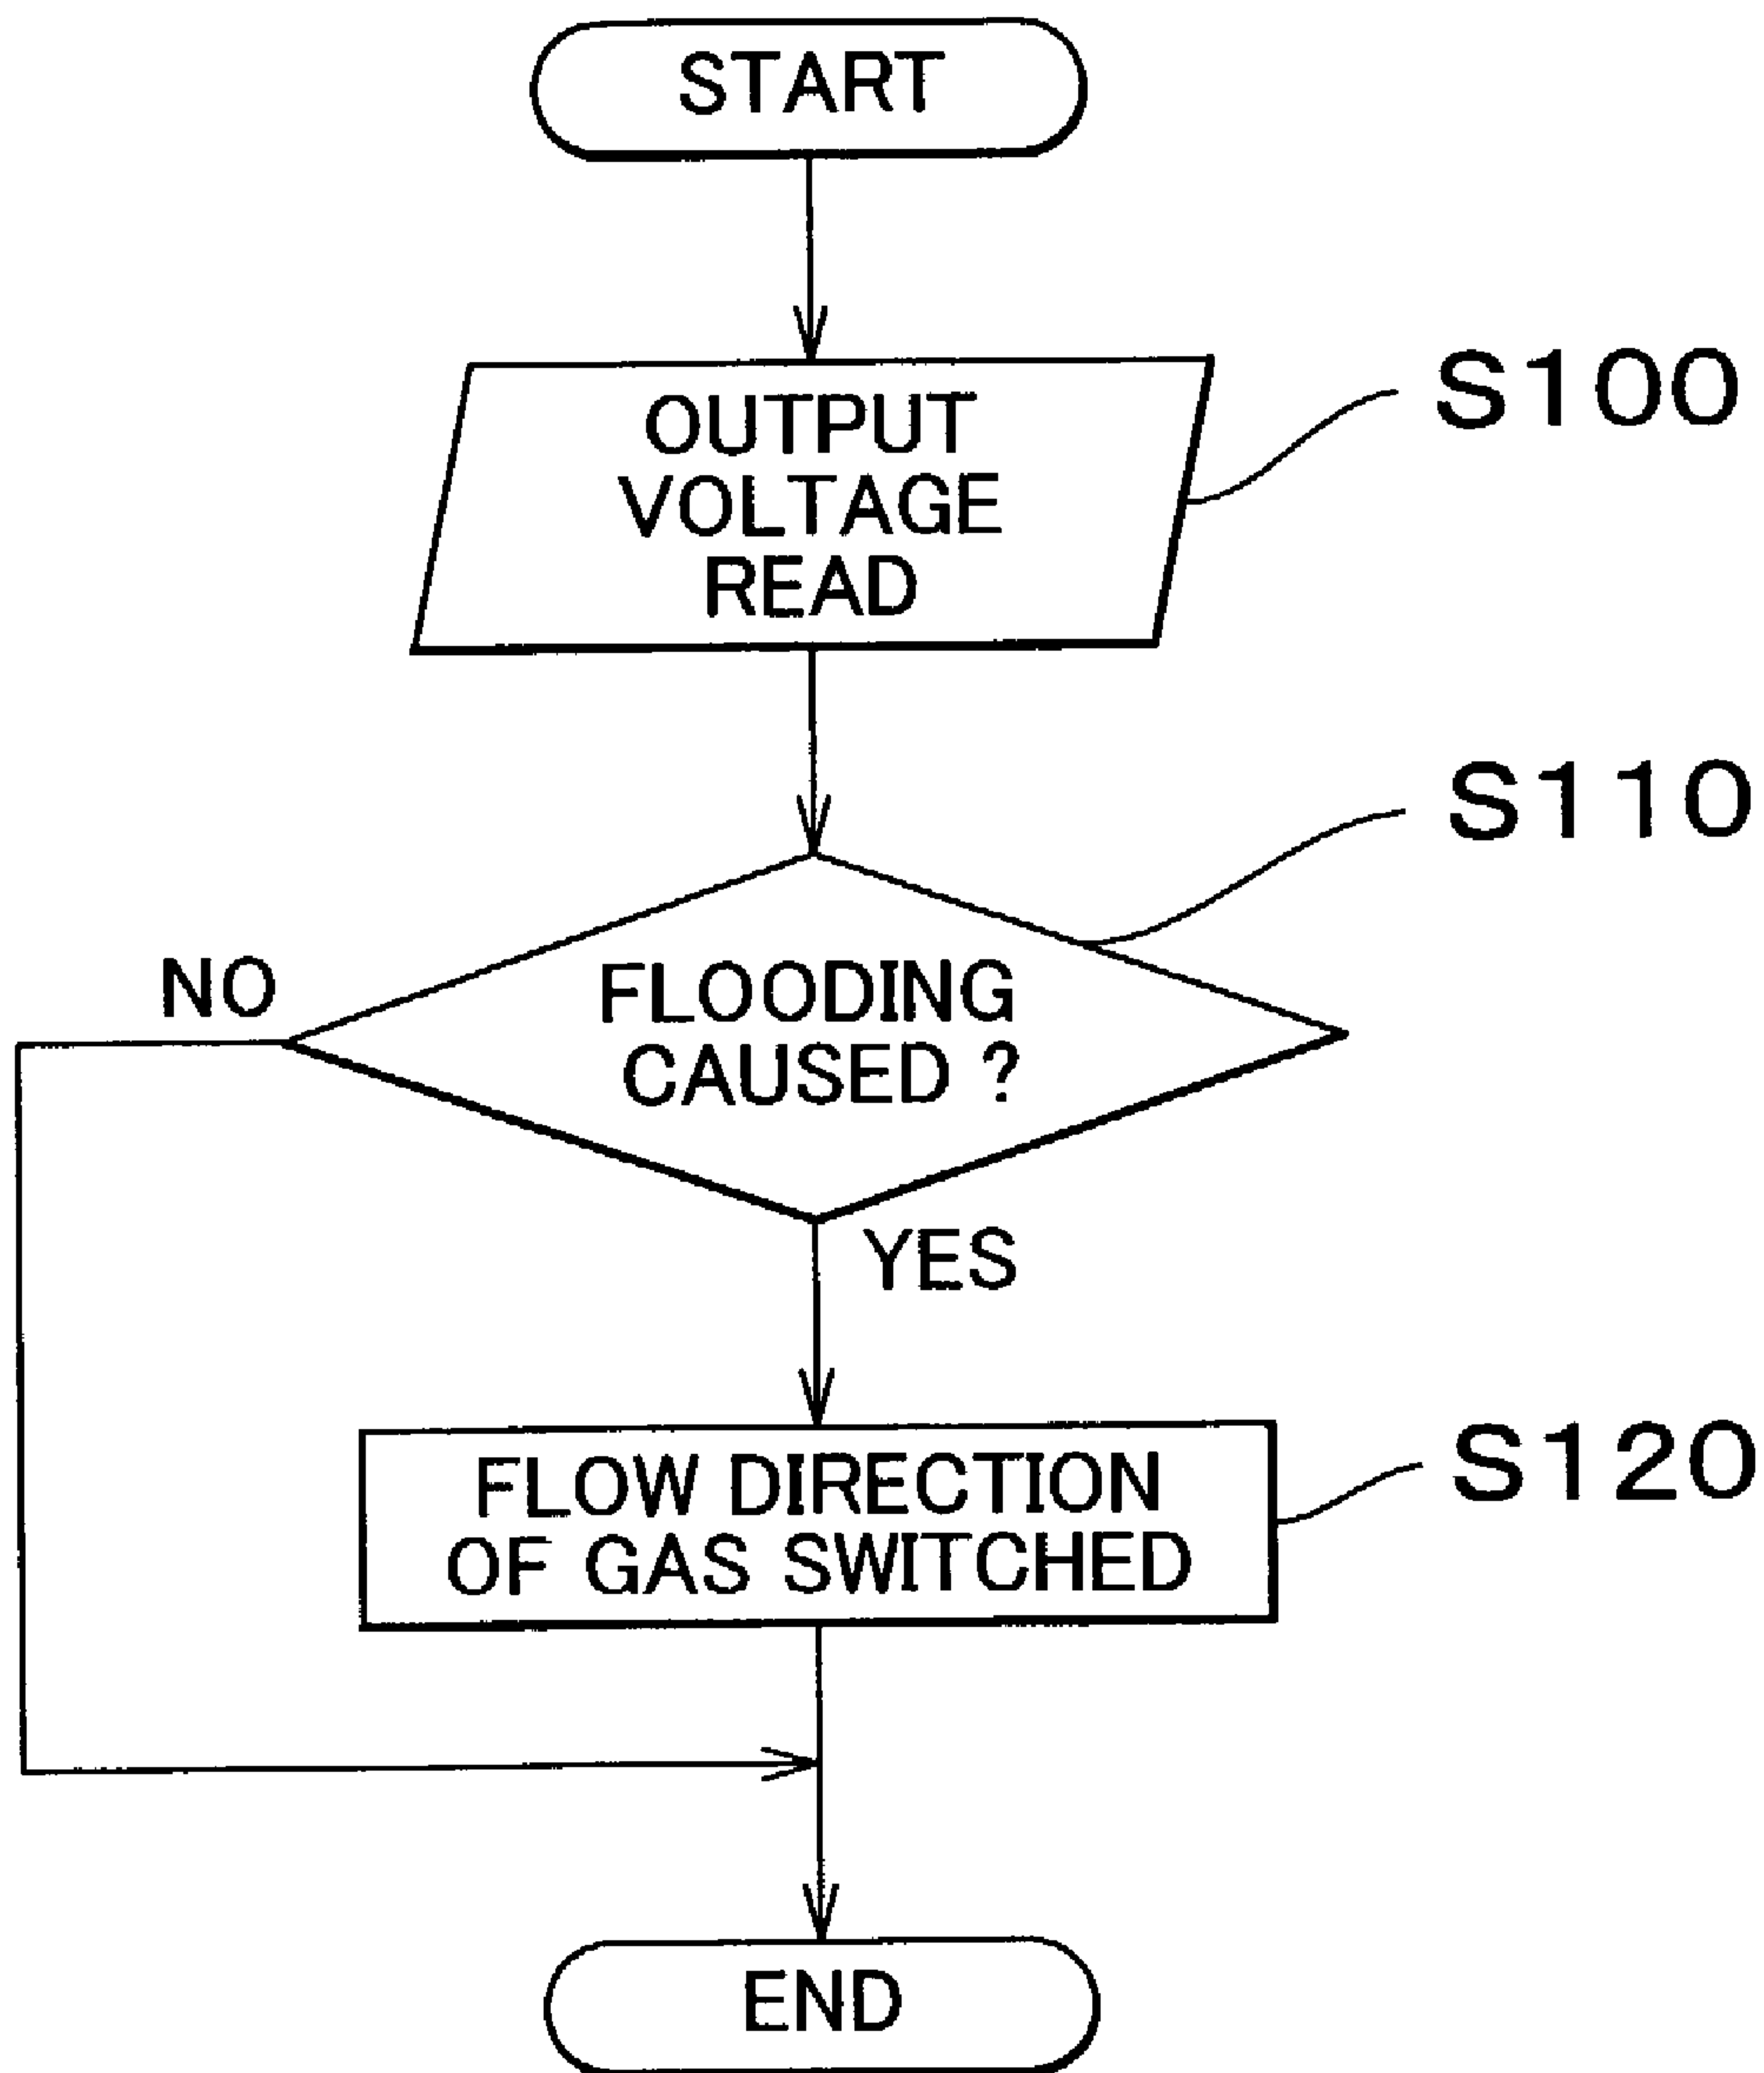 START
OUTPUT
VOLTAGE
READ
S100
S110
NO
FLOODING
CAUSED ?
YES
FLOW DIRECTION
OF GAS SWITCHED
S120
END